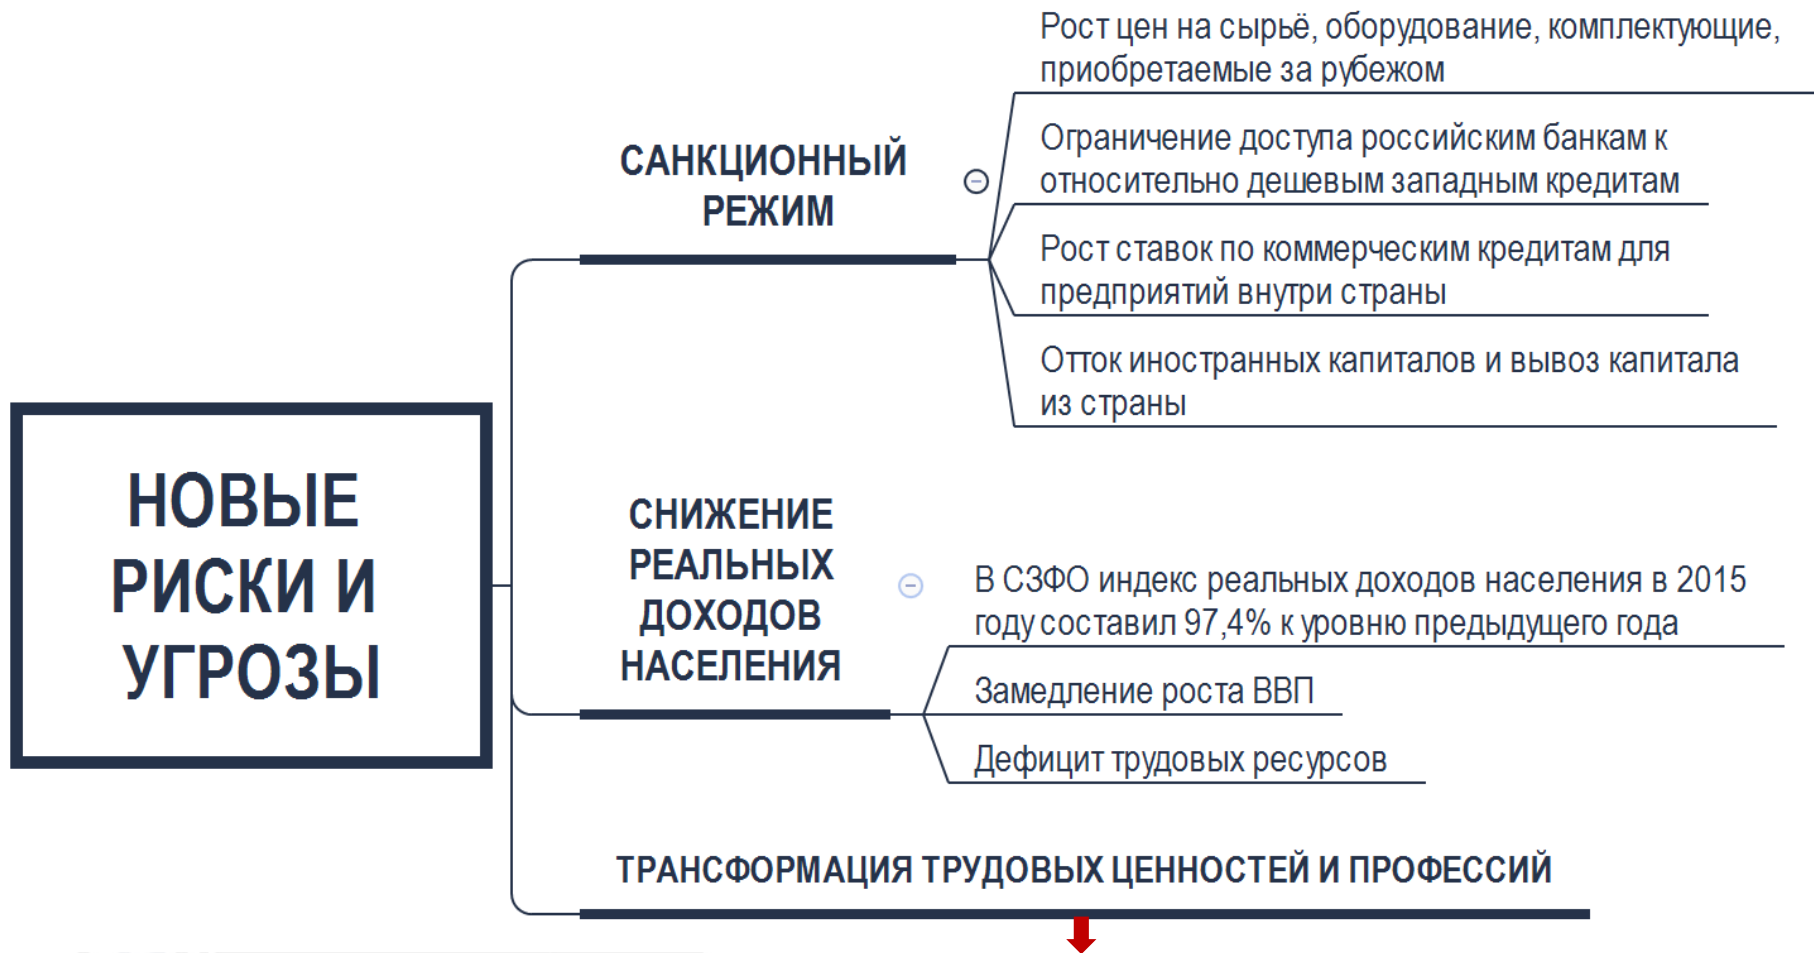 НОВЫЕ
РИСКИ И
УГРОЗЫ
САНКЦИОННЫЙ
РЕЖИМ
Рост цен на сырьё, оборудование, комплектующие,
приобретаемые за рубежом
Ограничение доступа российским банкам к
относительно дешевым западным кредитам
Рост ставок по коммерческим кредитам для
предприятий внутри страны
Отток иностранных капиталов и вывоз капитала
из страны
СНИЖЕНИЕ
РЕАЛЬНЫХ
ДОХОДОВ
НАСЕЛЕНИЯ
В СЗФО индекс реальных доходов населения в 2015
году составил 97,4% к уровню предыдущего года
Замедление роста ВВП
Дефицит трудовых ресурсов
ТРАНСФОРМАЦИЯ ТРУДОВЫХ ЦЕННОСТЕЙ И ПРОФЕССИЙ